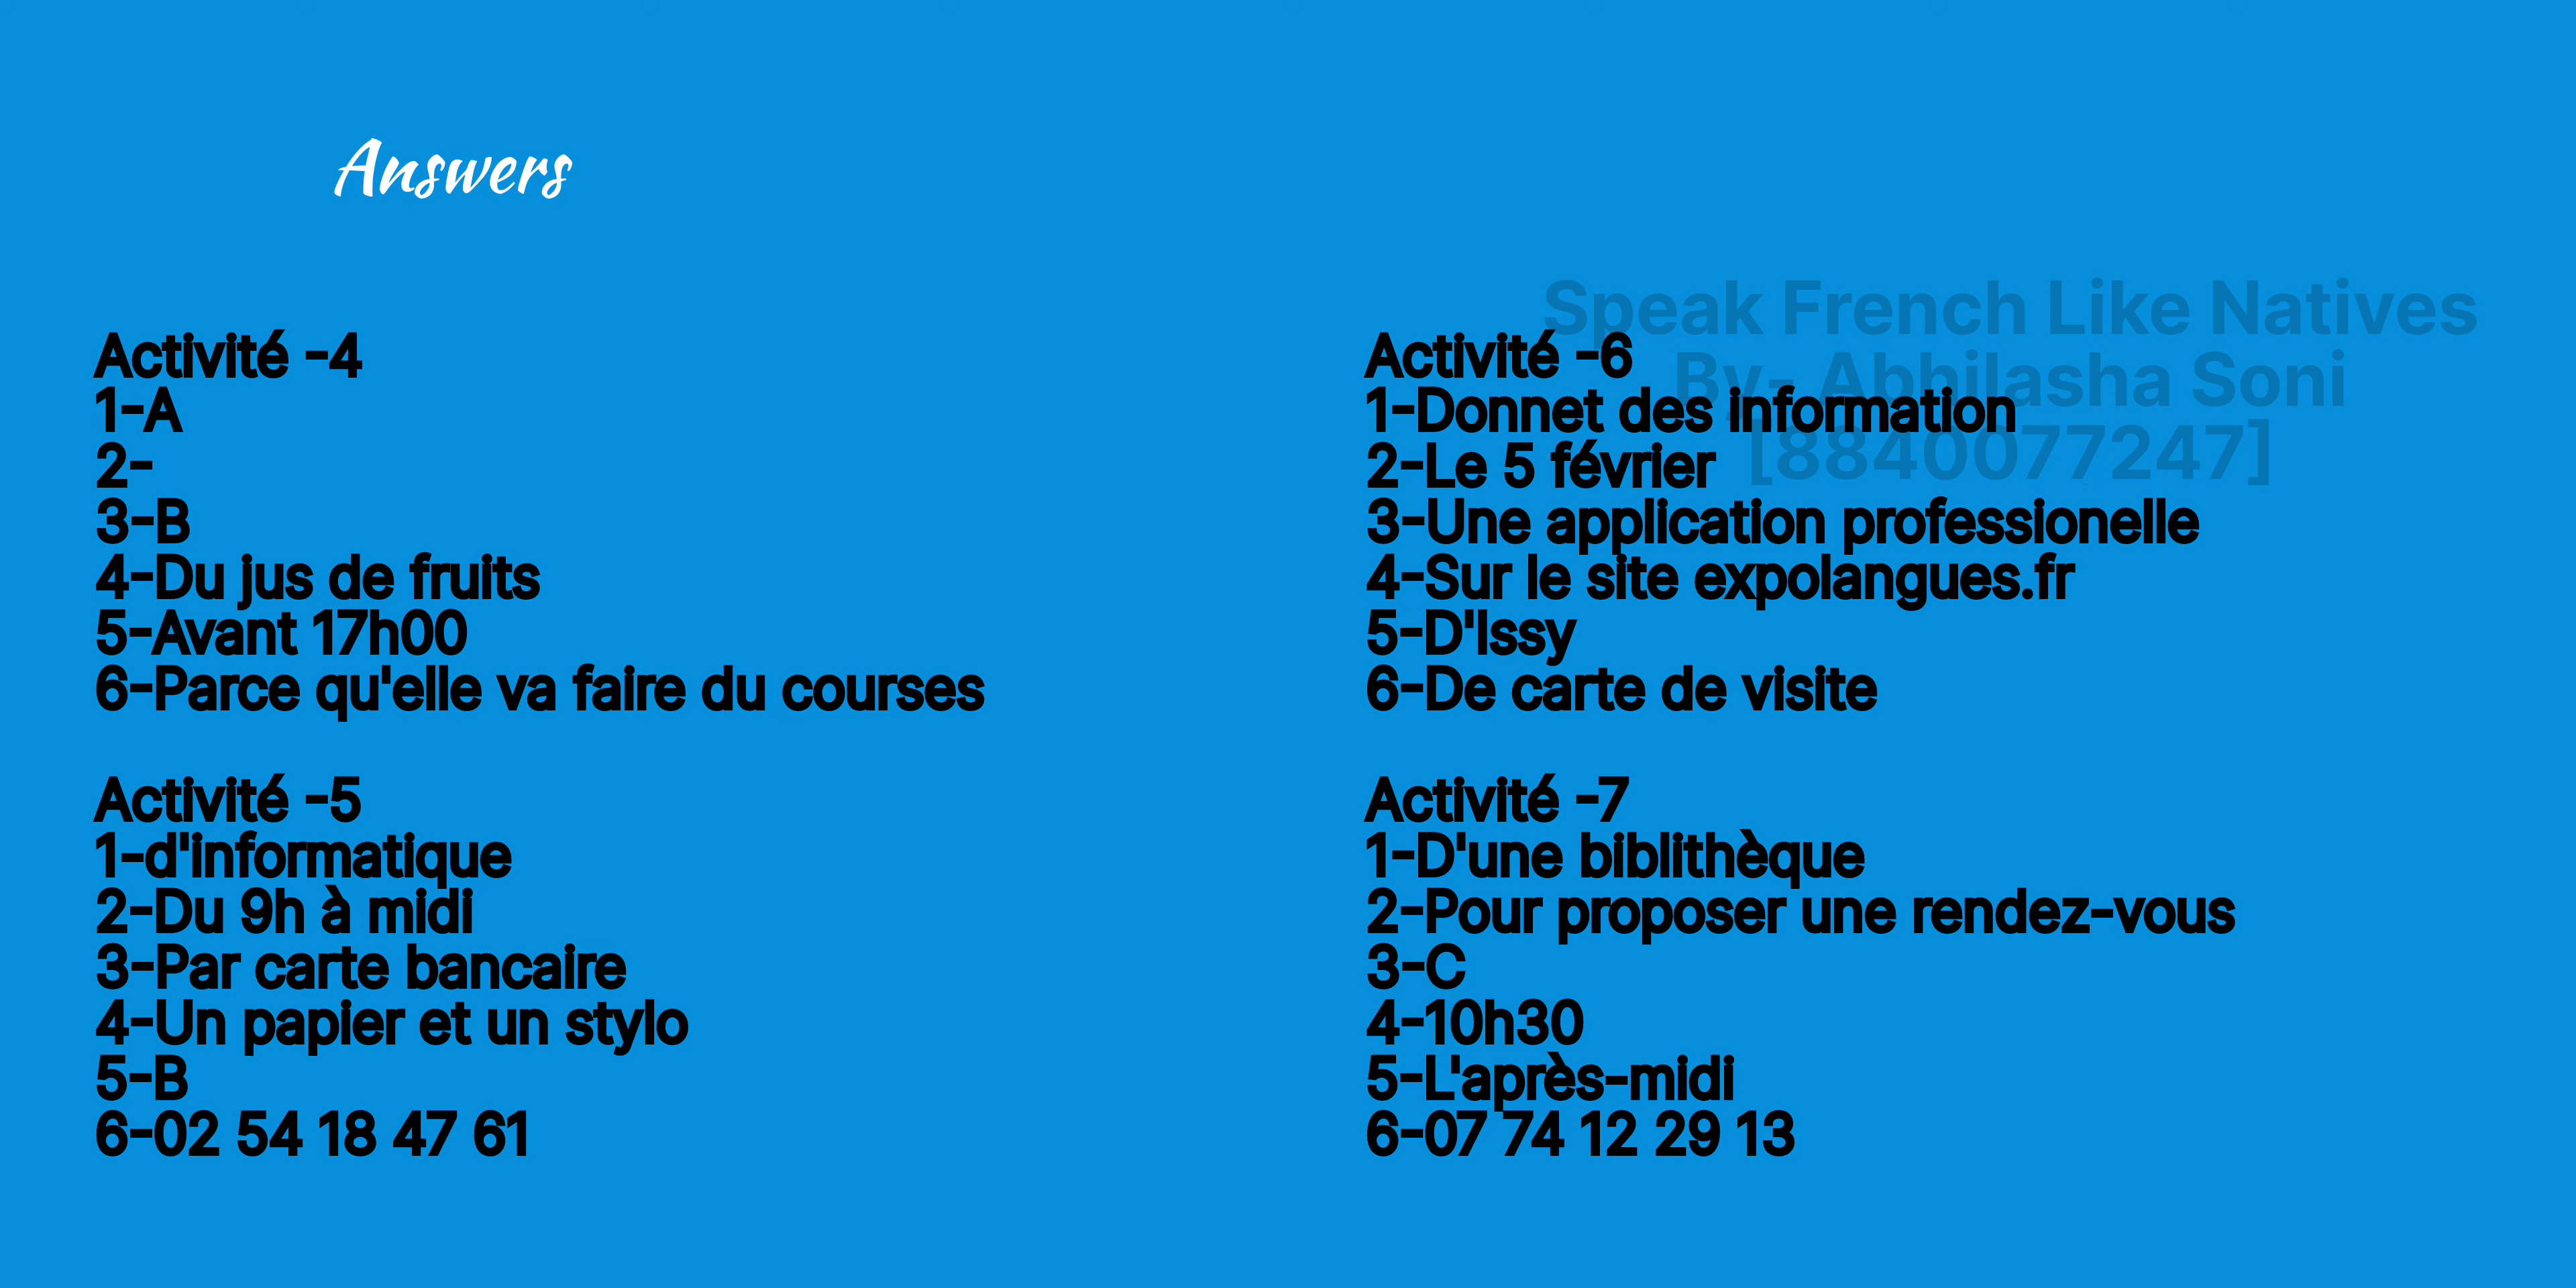 Answers
Activité -4
1-A
2-
3-B
4-Du jus de fruits
5-Avant 17h00
6-Parce qu'elle va faire du courses
Activité -5
1-d'informatique
2-Du 9h à midi
3-Par carte bancaire
4-Un papier et un stylo
5-B
6-02 54 18 47 61
Speak French Like Natives
By- Abhilasha Soni
[8840077247]
Activité -6
1-Donnet des information
2-Le 5 février
3-Une application professionelle
4-Sur le site expolangues.fr
5-D'Issy
6-De carte de visite
Activité -7
1-D'une biblithèque
2-Pour proposer une rendez-vous
3-C
4-10h30
5-L'après-midi
6-07 74 12 29 13